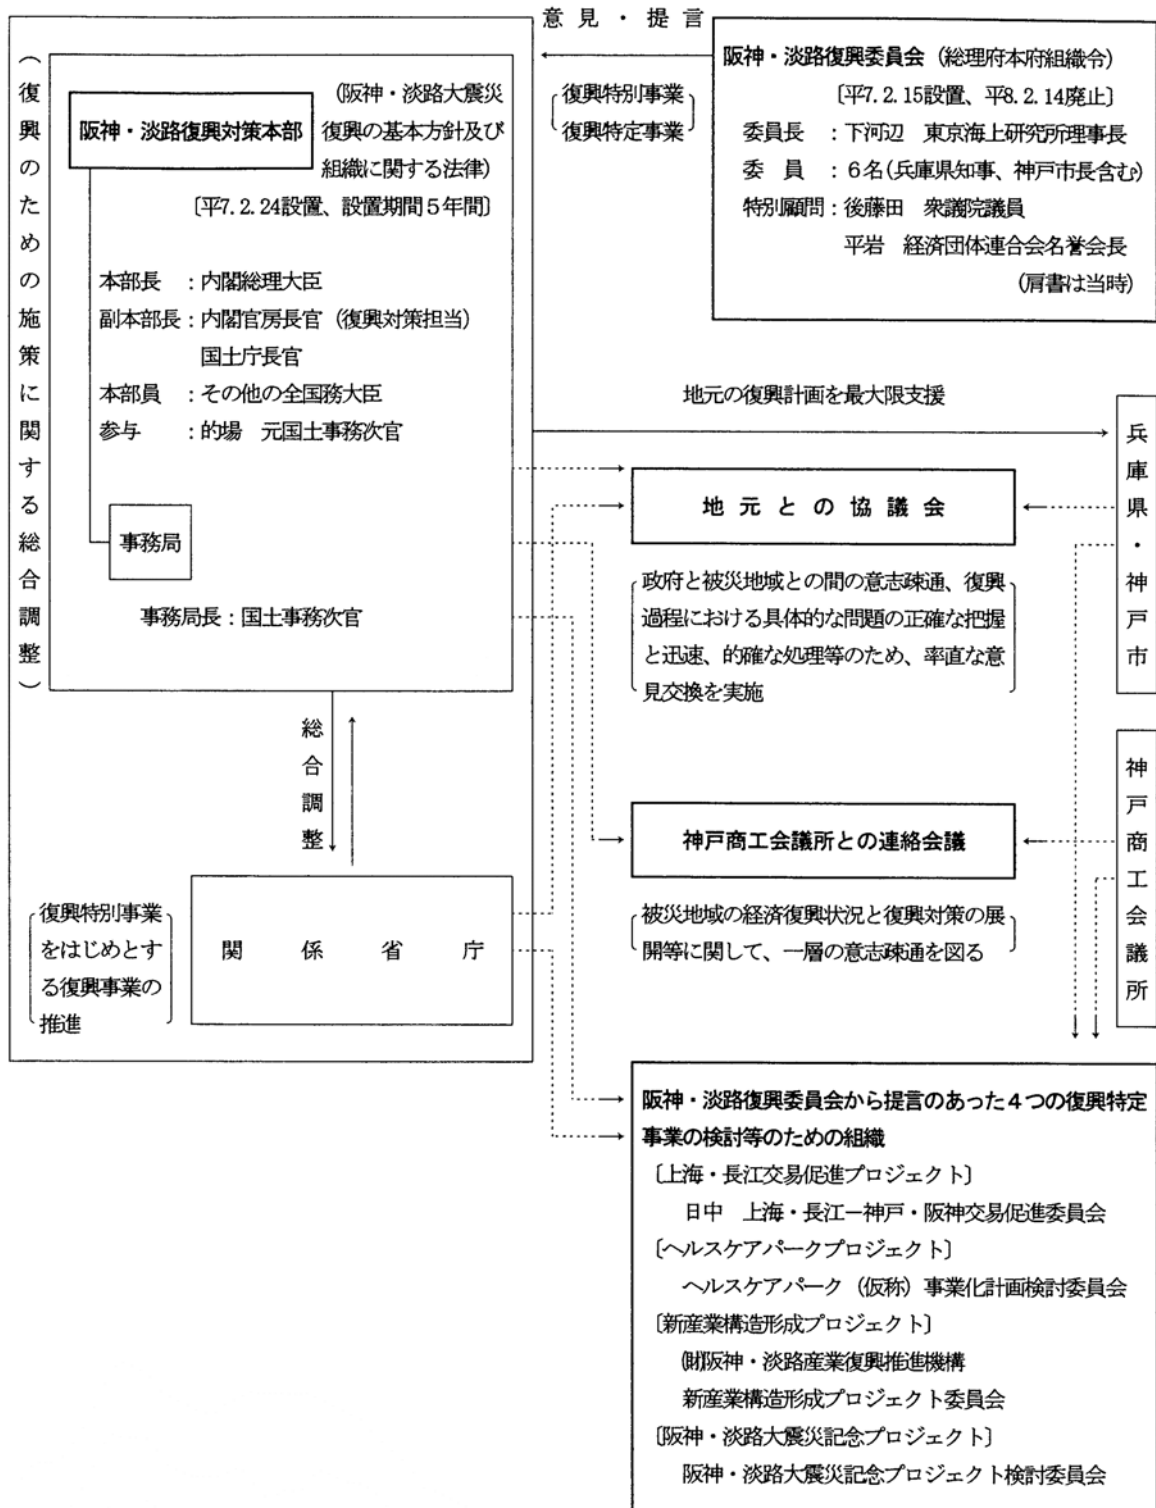 意見・提言
(復興のための施策に関する総合調整)
阪神・淡路復興対策本部
(阪神・淡路大震災
復興の基本方針及び
組織に関する法律)
〔平7.2.24設置、設置期間5年間〕
本部長 :内閣総理大臣
副本部長:内閣官房長官(復興対策担当)
国土庁長官
本部員 :その他の全国務大臣
参与 :的場 元国土事務次官
事務局
事務局長:国土事務次官
総合調整
関係省庁
復興特別事業
をはじめとす
る復興事業の
推進
復興特別事業
復興特定事業
阪神・淡路復興委員会(総理府本府組織令)
〔平7.2.15設置、平8.2.14廃止〕
委員長 :下河辺 東京海上研究所理事長
委 員 :6名(兵庫県知事、神戸市長含む)
特別顧問:後藤田 衆議院議員
平岩 経済団体連合会名誉会長
(肩書は当時)
地元の復興計画を最大限支援
兵庫県・神戸市
地元との協議会
政府と被災地域との間の意志疎通、復興
過程における具体的な問題の正確な把握
と迅速、的確な処理等のため、率直な意
見交換を実施
神戸商工会議所
神戸商工会議所との連絡会議
被災地域の経済復興状況と復興対策の展
開等に関して、一層の意志疎通を図る
阪神・淡路復興委員会から提言のあった4つの復興特定
事業の検討等のための組織
〔上海・長江交易促進プロジェクト〕
日中 上海・長江ー神戸・阪神交易促進委員会
〔ヘルスケアパークプロジェクト〕
ヘルスケアパーク(仮称)事業化計画検討委員会
〔新産業構造形成プロジェクト〕
(財)阪神・淡路産業復興推進機構
新産業構造形成プロジェクト委員会
〔阪神・淡路大震災記念プロジェクト〕
阪神・淡路大震災記念プロジェクト検討委員会